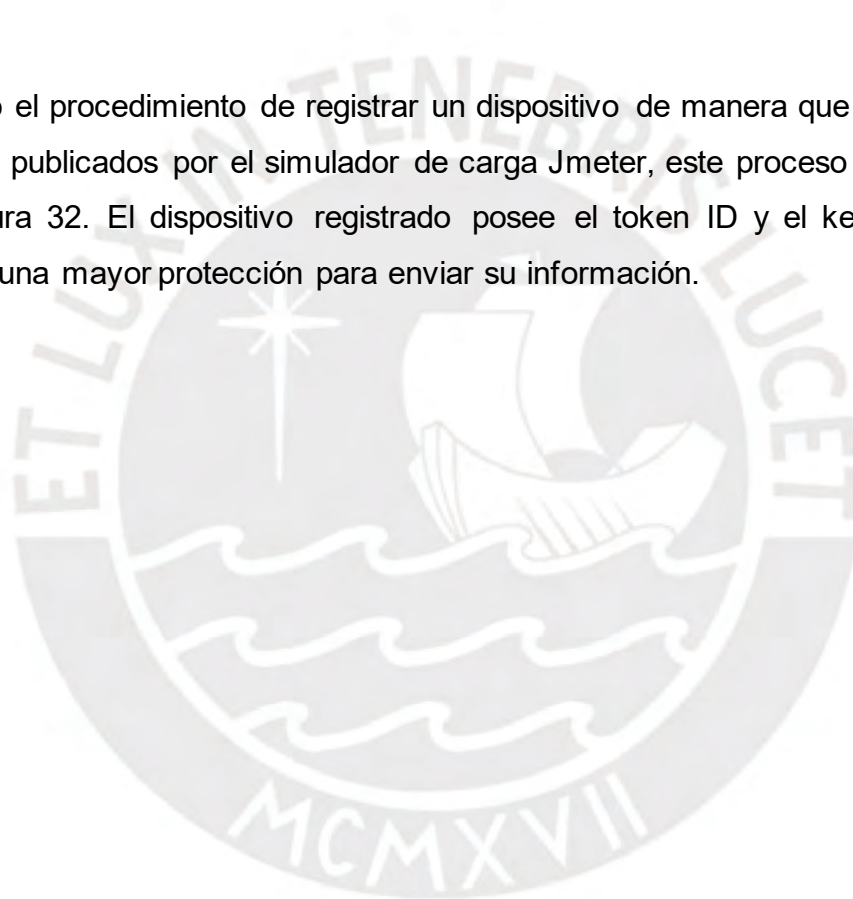 o el procedimiento de registrar un dispositivo de manera que
publicados por el simulador de carga Jmeter, este proceso
ura 32. El dispositivo registrado posee el token ID y el ke
una mayor protección para enviar su información.
ET LUX IN TENEBRIS LUCET
MCMXVII